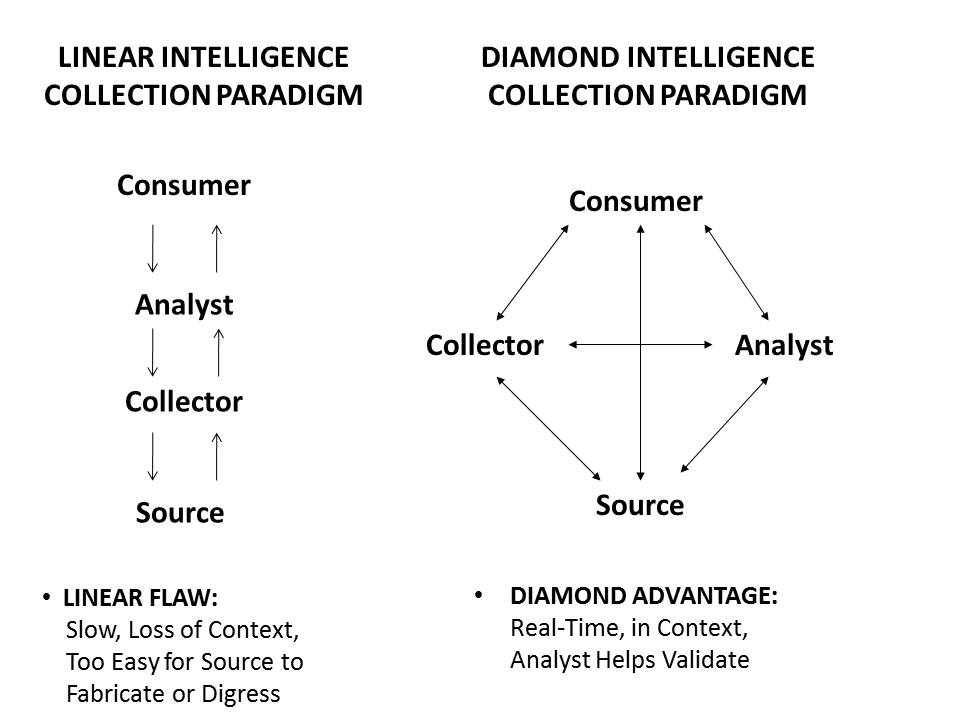 LINEAR INTELLIGENCE
COLLECTION PARADIGM
Consumer
Analyst
Collector
Source
• LINEAR FLAW:
Slow, Loss of Context,
Too Easy for Source to
Fabricate or Digress
DIAMOND INTELLIGENCE
COLLECTION PARADIGM
Consumer
Collector
Analyst
Source
• DIAMOND ADVANTAGE:
Real-Time, in Context,
Analyst Helps Validate